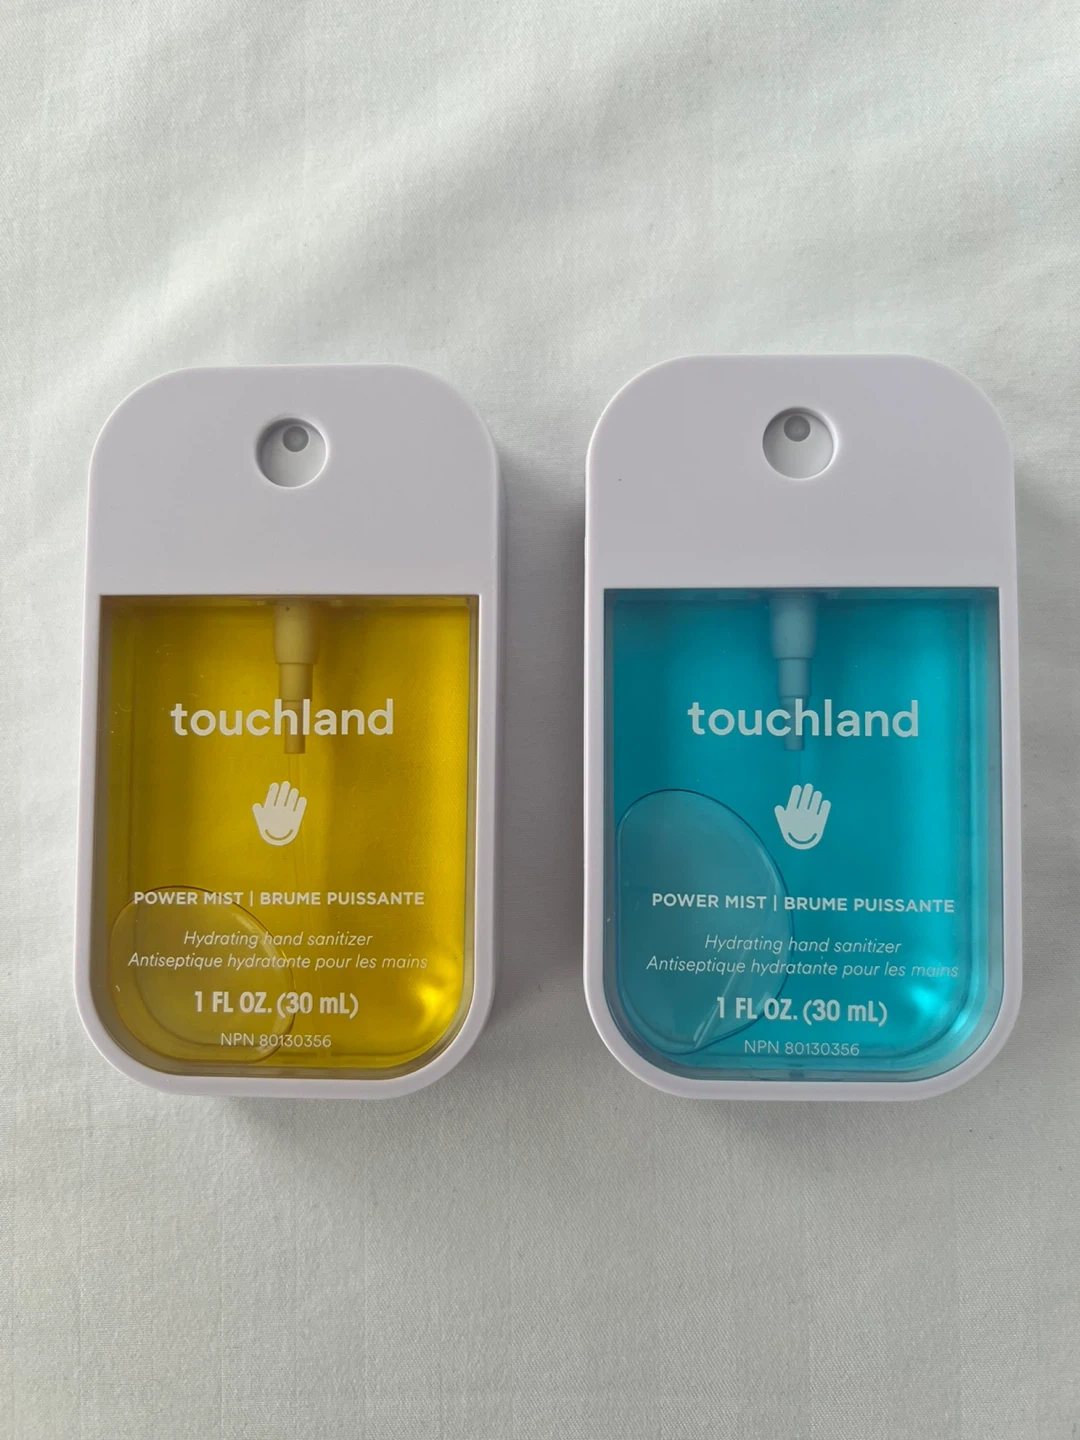 touchland
POWER MIST | BRUME PUISSANTE
Hydrating hand sanitizer
Antiseptique hydratante pour les mains
1 FL OZ. (30 mL)
NPN 80130356
touchland
POWER MIST | BRUME PUISSANTE
Hydrating hand sanitizer
Antiseptique hydratante pour les mains
1 FL OZ. (30 mL)
NPN 80130356